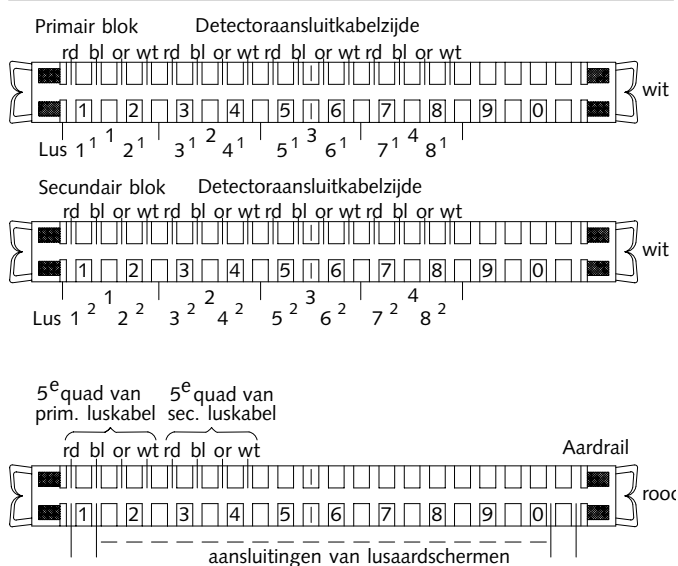 Primair blok Detectoraansluitkabelzijde
rd bl or wt rd bl or wt rd bl or wt rd bl or wt
wit
1 2 3 4 5 6 7 8 9 0
1 2 3 4
Lus 1¹ 2¹ 3¹ 4¹ 5¹ 6¹ 7¹ 8¹
Secundair blok Detectoraansluitkabelzijde
rd bl or wt rd bl or wt rd bl or wt rd bl or wt
wit
1 2 3 4 5 6 7 8 9 0
1 2 3 4
Lus 1² 2² 3² 4² 5² 6² 7² 8²
5e quad van 5e quad van
prim. luskabel sec. luskabel
rd bl or wt rd bl or wt Aardrail
rood
1 2 3 4 5 6 7 8 9 0
aansluitingen van lusaardschermen